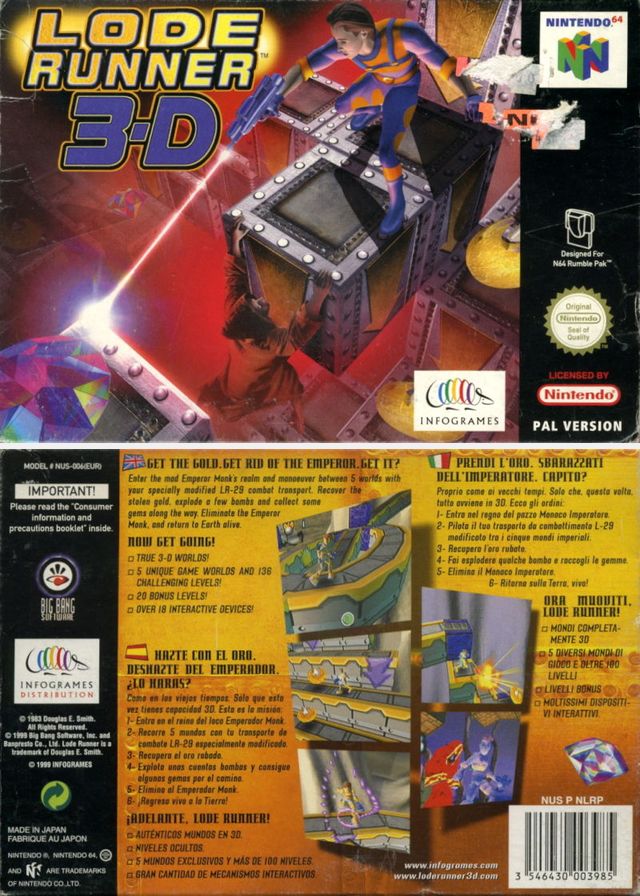 LODE
RUNNER™
3-D
NINTENDO 64
N
Designed For
N64 Rumble Pak™
Original
Nintendo
Seal of
Quality
LICENSED BY
Nintendo
INFOGRAMES
PAL VERSION
MODEL # NUS-006(EUR)
IMPORTANT!
Please read the "Consumer
information and
precautions booklet" inside.
BIG BANG
SOFTWARE
INFOGRAMES
DISTRIBUTION
© 1983 Douglas E. Smith.
All Rights Reserved.
© 1999 Big Bang Software, Inc. and
Banpresto Co., Ltd. Lode Runner is a
trademark of Douglas E. Smith.
© 1999 INFOGRAMES
MADE IN JAPAN
FABRIQUE AU JAPON
NINTENDO ®, NINTENDO 64,
AND ARE TRADEMARKS
OF NINTENDO CO., LTD.
GET THE GOLD. GET RID OF THE EMPEROR. GET IT?
Enter the mad Emperor Monk's realm and manoeuver between 5 worlds with
your specially modified LR-29 combat transport. Recover the
stolen gold, explode a few bombs and collect some
gems along the way. Eliminate the Emperor
Monk, and return to Earth alive.
NOW GET GOING!
TRUE 3-D WORLDS!
5 UNIQUE GAME WORLDS AND 136
CHALLENGING LEVELS!
20 BONUS LEVELS!
OVER 18 INTERACTIVE DEVICES!
HAZTE CON EL ORO.
DESHAZTE DEL EMPERADOR.
¿LO HARAS?
Como en los viejos tiempos. Sólo que esta
vez tienes capacidad 3D. Esta es la misión:
1- Entra en el reino del loco Emperador Monk.
2- Recorre 5 mundos con tu transporte de
combate LR-29 especialmente modificado.
3- Recupera el oro robado.
4- Explota unas cuantas bombas y consigue
algunas gemas por el camino.
5- Elimina al Emperador Monk.
6- ¡Regresa vivo a la Tierra!
¡ADELANTE, LODE RUNNER!
AUTÉNTICOS MUNDOS EN 3D.
NIVELES OCULTOS.
5 MUNDOS EXCLUSIVOS Y MÁS DE 100 NIVELES.
GRAN CANTIDAD DE MECANISMOS INTERACTIVOS.
PRENDI L'ORO. SBARAZZATI
DELL'IMPERATORE. CAPITO?
Proprio come ai vecchi tempi. Solo che, questa volta,
tutto avviene in 3D. Ecco gli ordini:
1- Entra nel regno del pazzo Monaco Imperatore.
2- Pilota il tuo trasporto da combattimento L-29
modificato tra i cinque mondi imperiali.
3- Recupera l'oro rubato.
4- Fai esplodere qualche bomba e raccogli le gemme.
5- Elimina il Monaco Imperatore.
6- Ritorna sulla Terra, vivo!
ORA MUOVITI,
LODE RUNNER!
MONDI COMPLETA-
MENTE 3D
5 DIVERSI MONDI DI
GIOCO E OLTRE 100
LIVELLI
LIVELLI BONUS
MOLTISSIMI DISPOSITI-
VI INTERATTIVI
www.infogrames.com
www.loderunner3d.com
NUS P NLRP
3 546430 003985